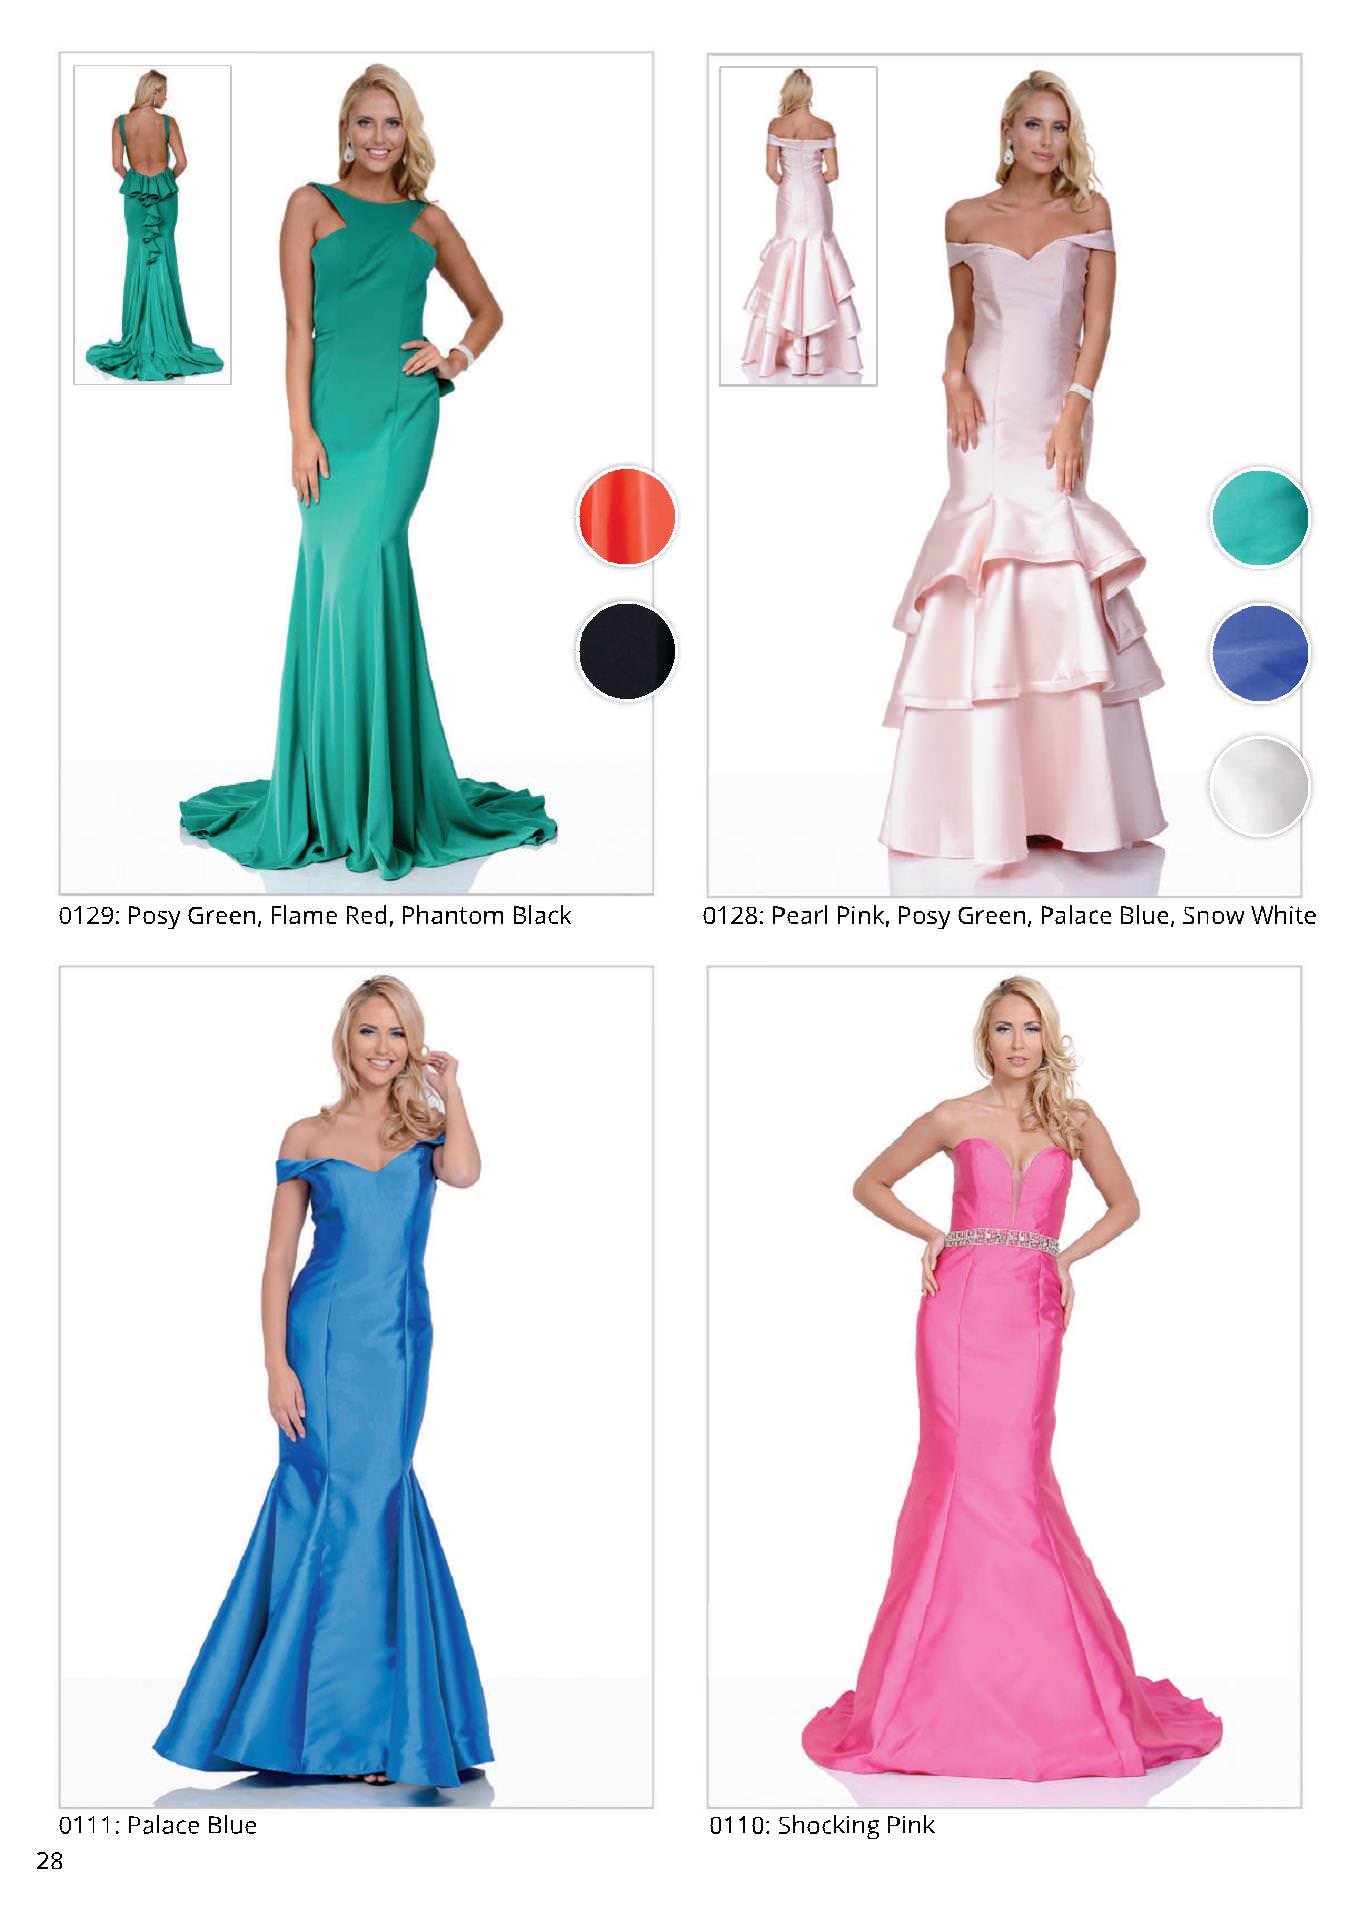 0129: Posy Green, Flame Red, Phantom Black
0128: Pearl Pink, Posy Green, Palace Blue, Snow White
0111: Palace Blue
0110: Shocking Pink
28